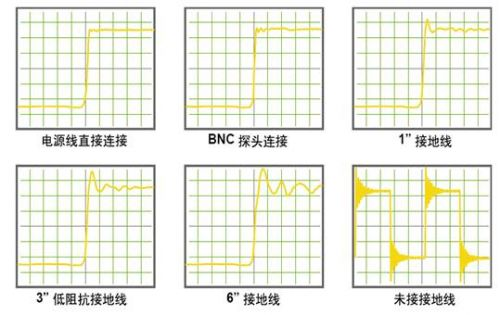 电源线直接连接
BNC 探头连接
1” 接地线
3” 低阻抗接地线
6” 接地线
未接接地线